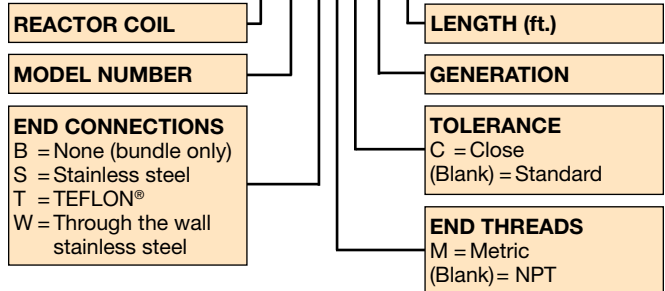 REACTOR COIL
MODEL NUMBER
END CONNECTIONS
B = None (bundle only)
S = Stainless steel
T = TEFLON®
W = Through the wall
stainless steel
LENGTH (ft.)
GENERATION
TOLERANCE
C = Close
(Blank) = Standard
END THREADS
M = Metric
(Blank) = NPT